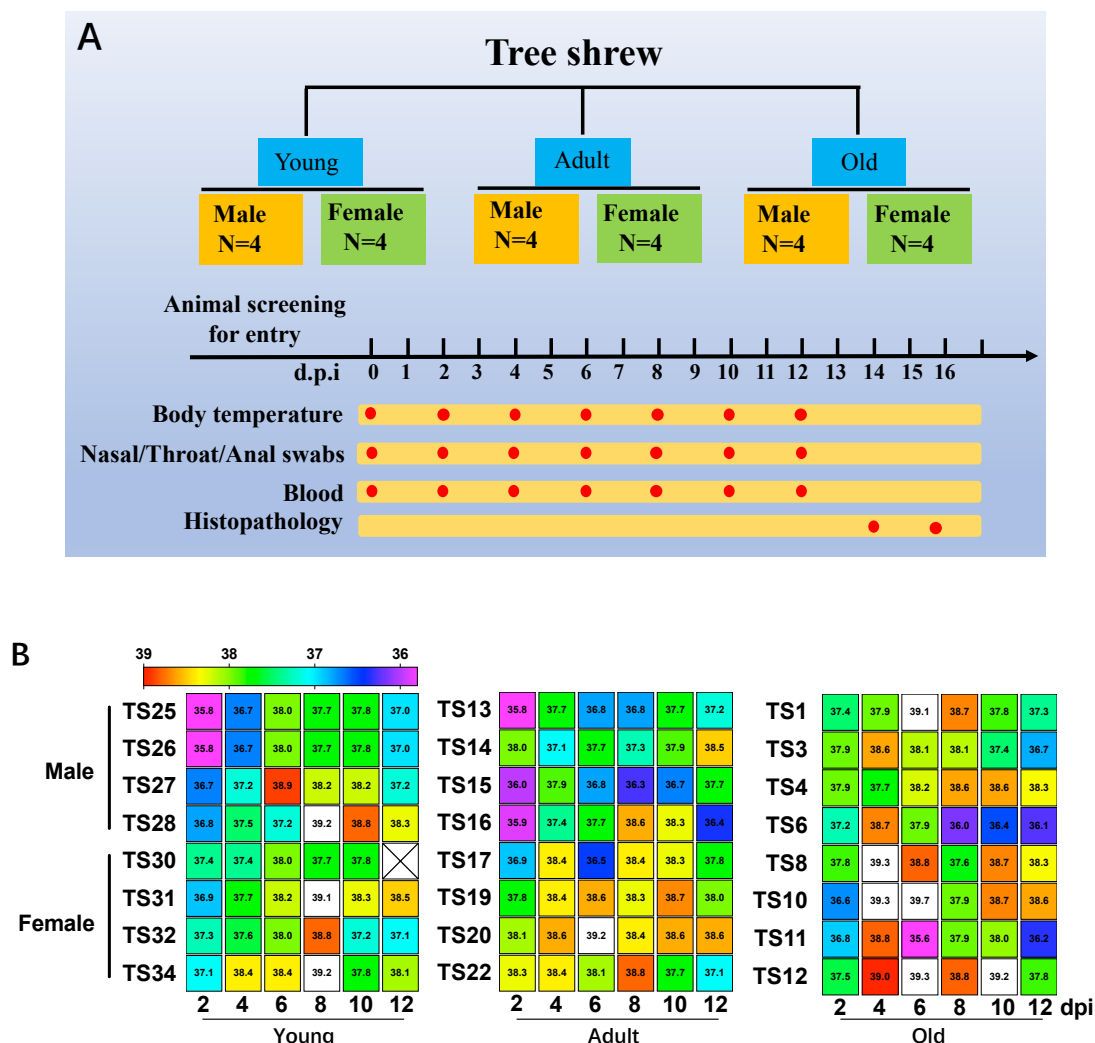 A
Tree shrew
Young
Adult
Old
Male
N=4
Female
N=4
Male
N=4
Female
N=4
Male
N=4
Female
N=4
Animal screening
for entry
d.p.i 0 1 2 3 4 5 6 7 8 9 10 11 12 14 15 16
Body temperature
Nasal/Throat/Anal swabs
Blood
Histopathology
B
39 38 37 36
Male
Female
TS25 35.8 36.7 38.0 37.7 37.8 37.0
TS26 35.8 36.7 38.0 37.7 37.8 37.0
TS27 36.7 37.2 38.9 38.2 38.2 37.2
TS28 36.8 37.5 37.2 39.2 38.8 38.3
TS30 37.4 37.4 38.0 37.7 37.8
TS31 36.9 37.7 38.2 39.1 38.3 38.5
TS32 37.3 37.6 38.0 38.8 37.2 37.1
TS34 37.1 38.4 38.4 39.2 37.8 38.1
2 4 6 8 10 12
Young
TS13 35.8 37.7 36.8 36.8 37.7 37.2
TS14 38.0 37.1 37.7 37.3 37.9 38.5
TS15 36.0 37.9 36.8 36.3 36.7 37.7
TS16 35.9 37.4 37.7 38.6 38.3 36.4
TS17 36.9 38.4 36.5 38.4 38.3 37.8
TS19 37.8 38.4 38.6 38.3 38.7 38.0
TS20 38.1 38.6 39.2 38.4 38.6 38.6
TS22 38.3 38.4 38.1 38.8 37.7 37.1
2 4 6 8 10 12
Adult
TS1 37.4 37.9 39.1 38.7 37.8 37.3
TS3 37.9 38.6 38.1 38.1 37.4 36.7
TS4 37.9 37.7 38.2 38.6 38.6 38.3
TS6 37.2 38.7 37.9 36.0 36.4 36.1
TS8 37.8 39.3 38.8 37.6 38.7 38.3
TS10 36.6 39.3 39.7 37.9 38.7 38.6
TS11 36.8 38.8 35.6 37.9 38.0 36.2
TS12 37.5 39.0 39.3 38.8 39.2 37.8
2 4 6 8 10 12 dpi
Old